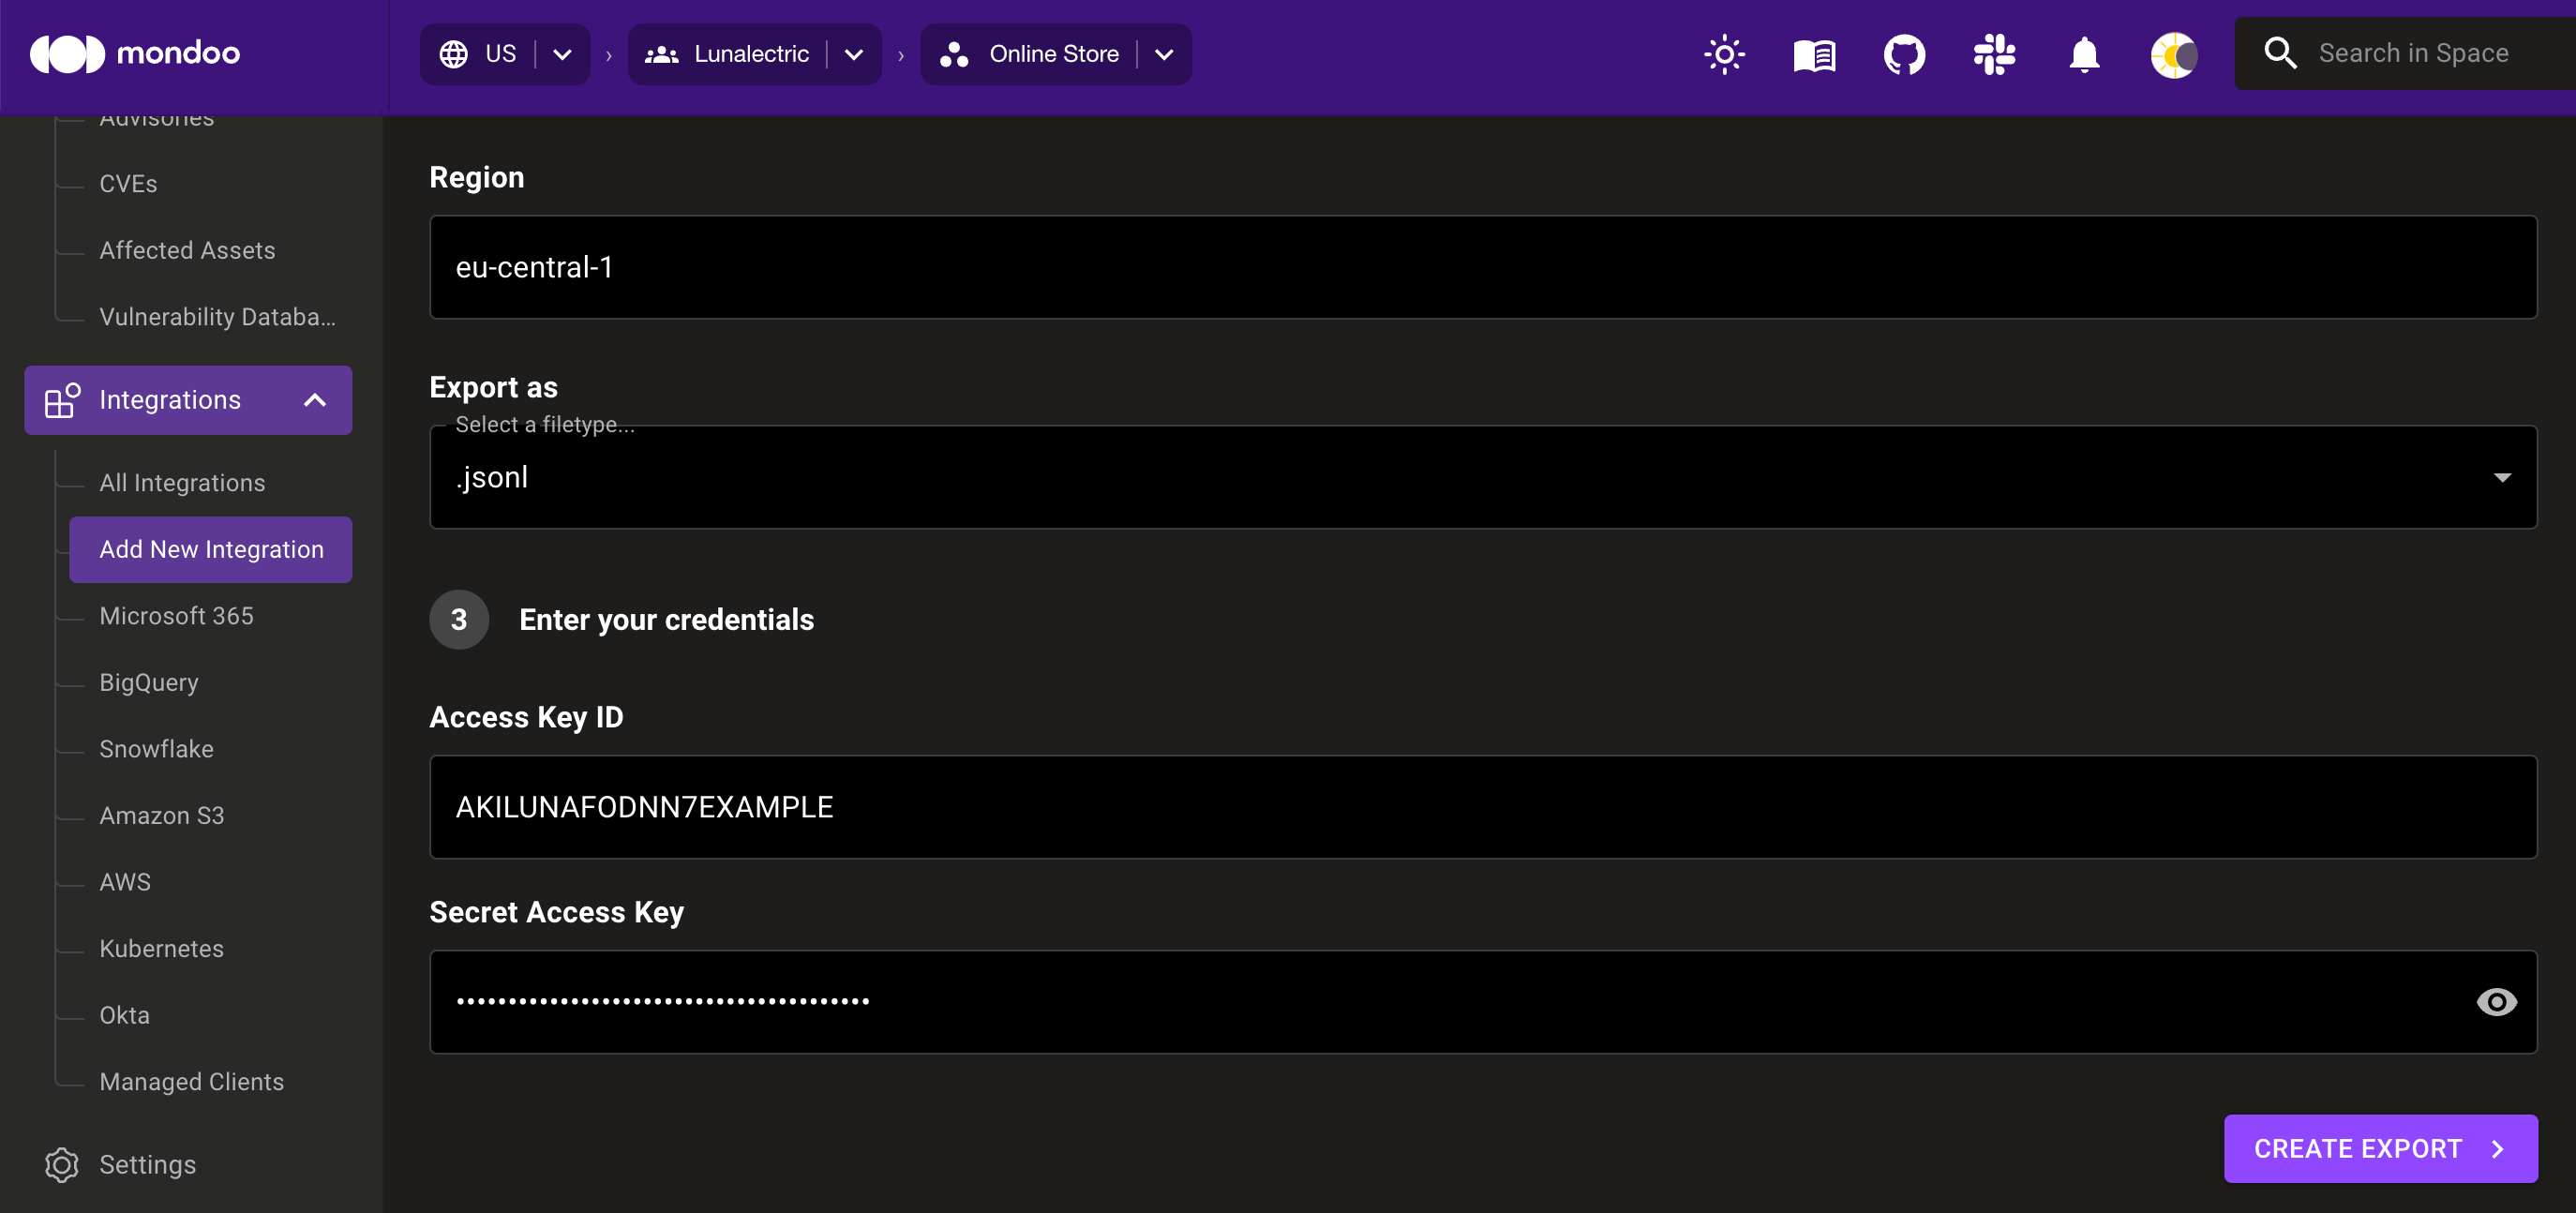 mondoo
US
Lunalectric
Online Store
Search in Space
Advisories
CVEs
Affected Assets
Vulnerability Databa...
Integrations
All Integrations
Add New Integration
Microsoft 365
BigQuery
Snowflake
Amazon S3
AWS
Kubernetes
Okta
Managed Clients
Settings
Region
eu-central-1
Export as
Select a filetype...
.jsonl
3 Enter your credentials
Access Key ID
AKILUNAFODNN7EXAMPLE
Secret Access Key
••••••••••••••••••••••••••••••••••••••••
CREATE EXPORT